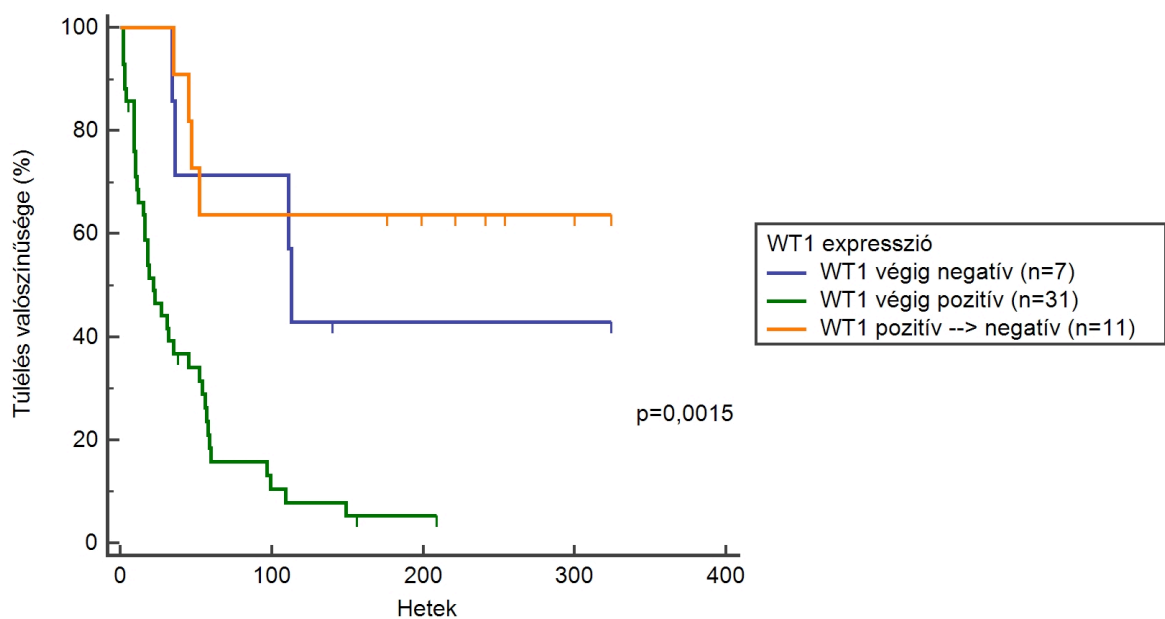 100
80
60
40
20
0
Túlélés valószínűsége (%)
0
100
200
300
400
Hetek
p=0,0015
WT1 expresszió
WT1 végig negatív (n=7)
WT1 végig pozitív (n=31)
WT1 pozitív --> negatív (n=11)